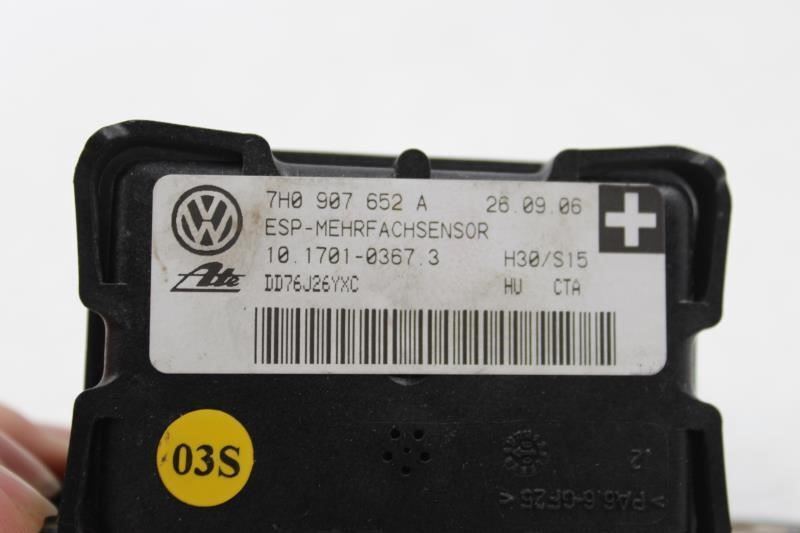 7H0 907 652 A 26.09.06
ESP-MEHRFACHSENSOR
10.1701-0367.3 H30/S15
Ate DD76J26YXC HU CTA
03S
>PA6.6-GF25<